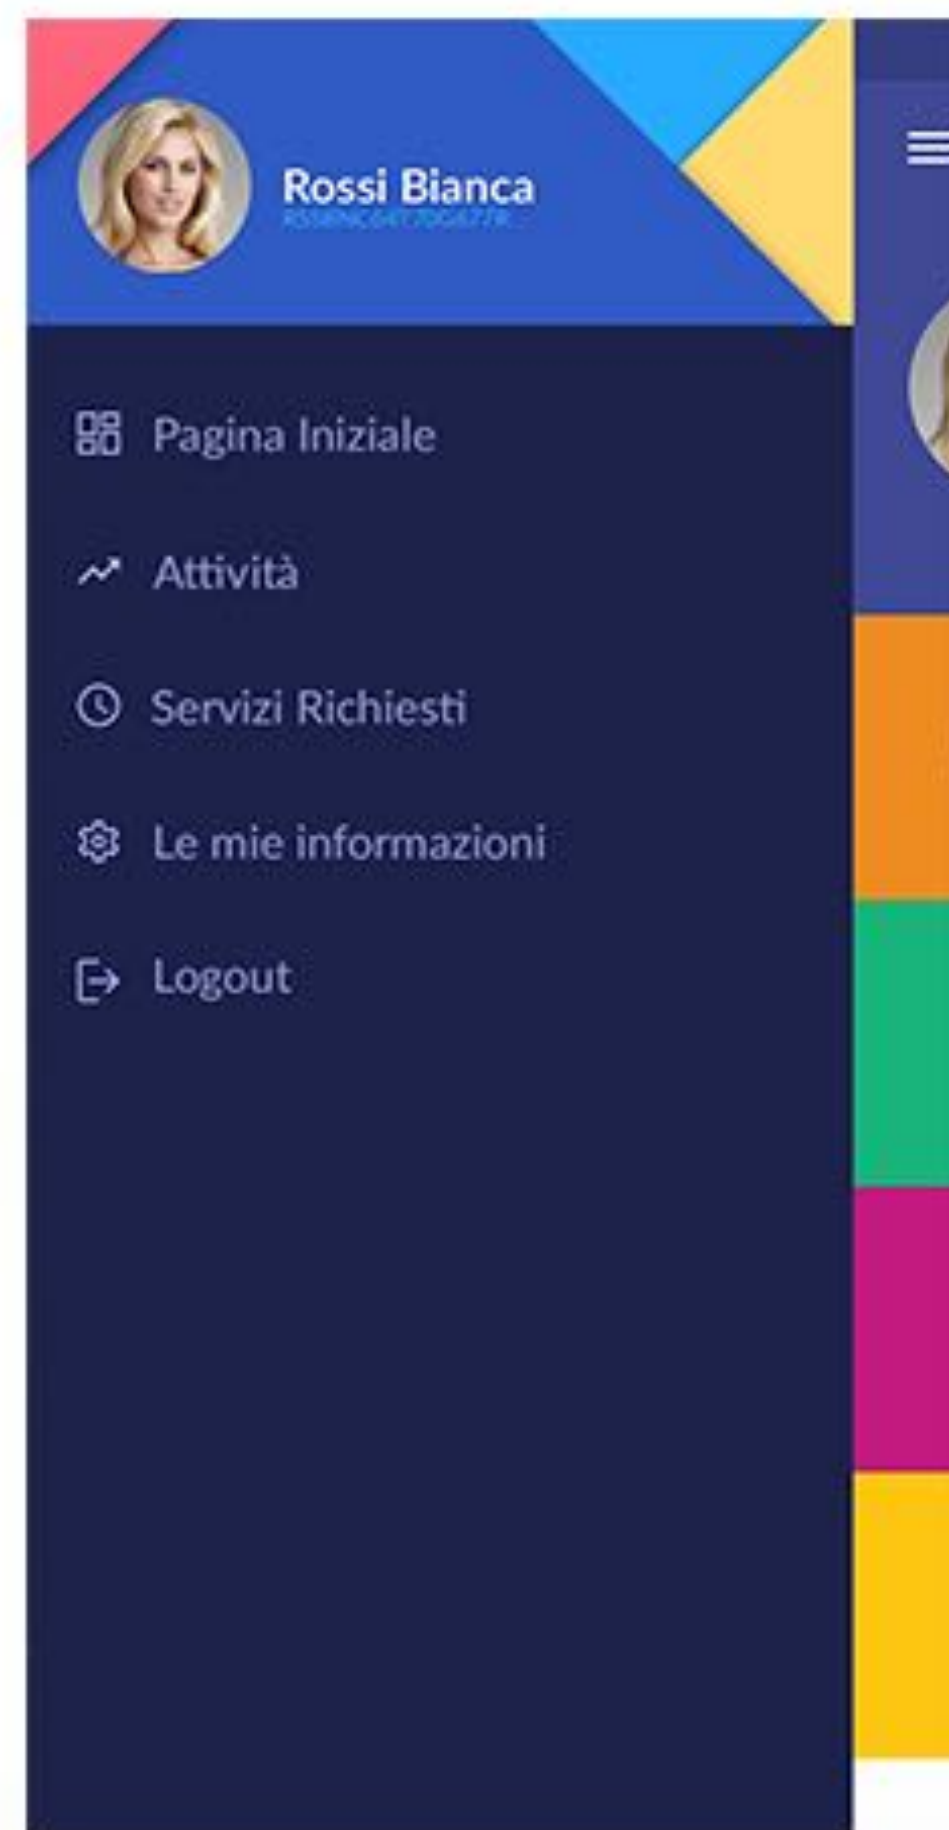 Rossi Bianca
Pagina Iniziale
Attività
Servizi Richiesti
Le mie informazioni
Logout